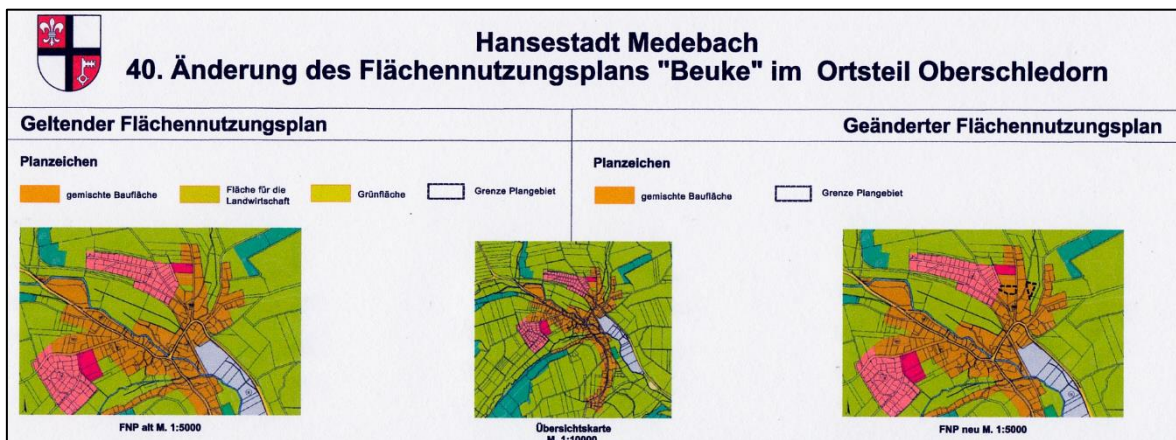 Hansestadt Medebach
40. Änderung des Flächennutzungsplans "Beuke" im Ortsteil Oberschledorn
Geltender Flächennutzungsplan
Geänderter Flächennutzungsplan
Planzeichen
gemischte Baufläche
Fläche für die
Landwirtschaft
Grünfläche
Grenze Plangebiet
Planzeichen
gemischte Baufläche
Grenze Plangebiet
FNP alt M. 1:5000
Übersichtskarte
M. 1:10000
FNP neu M. 1:5000